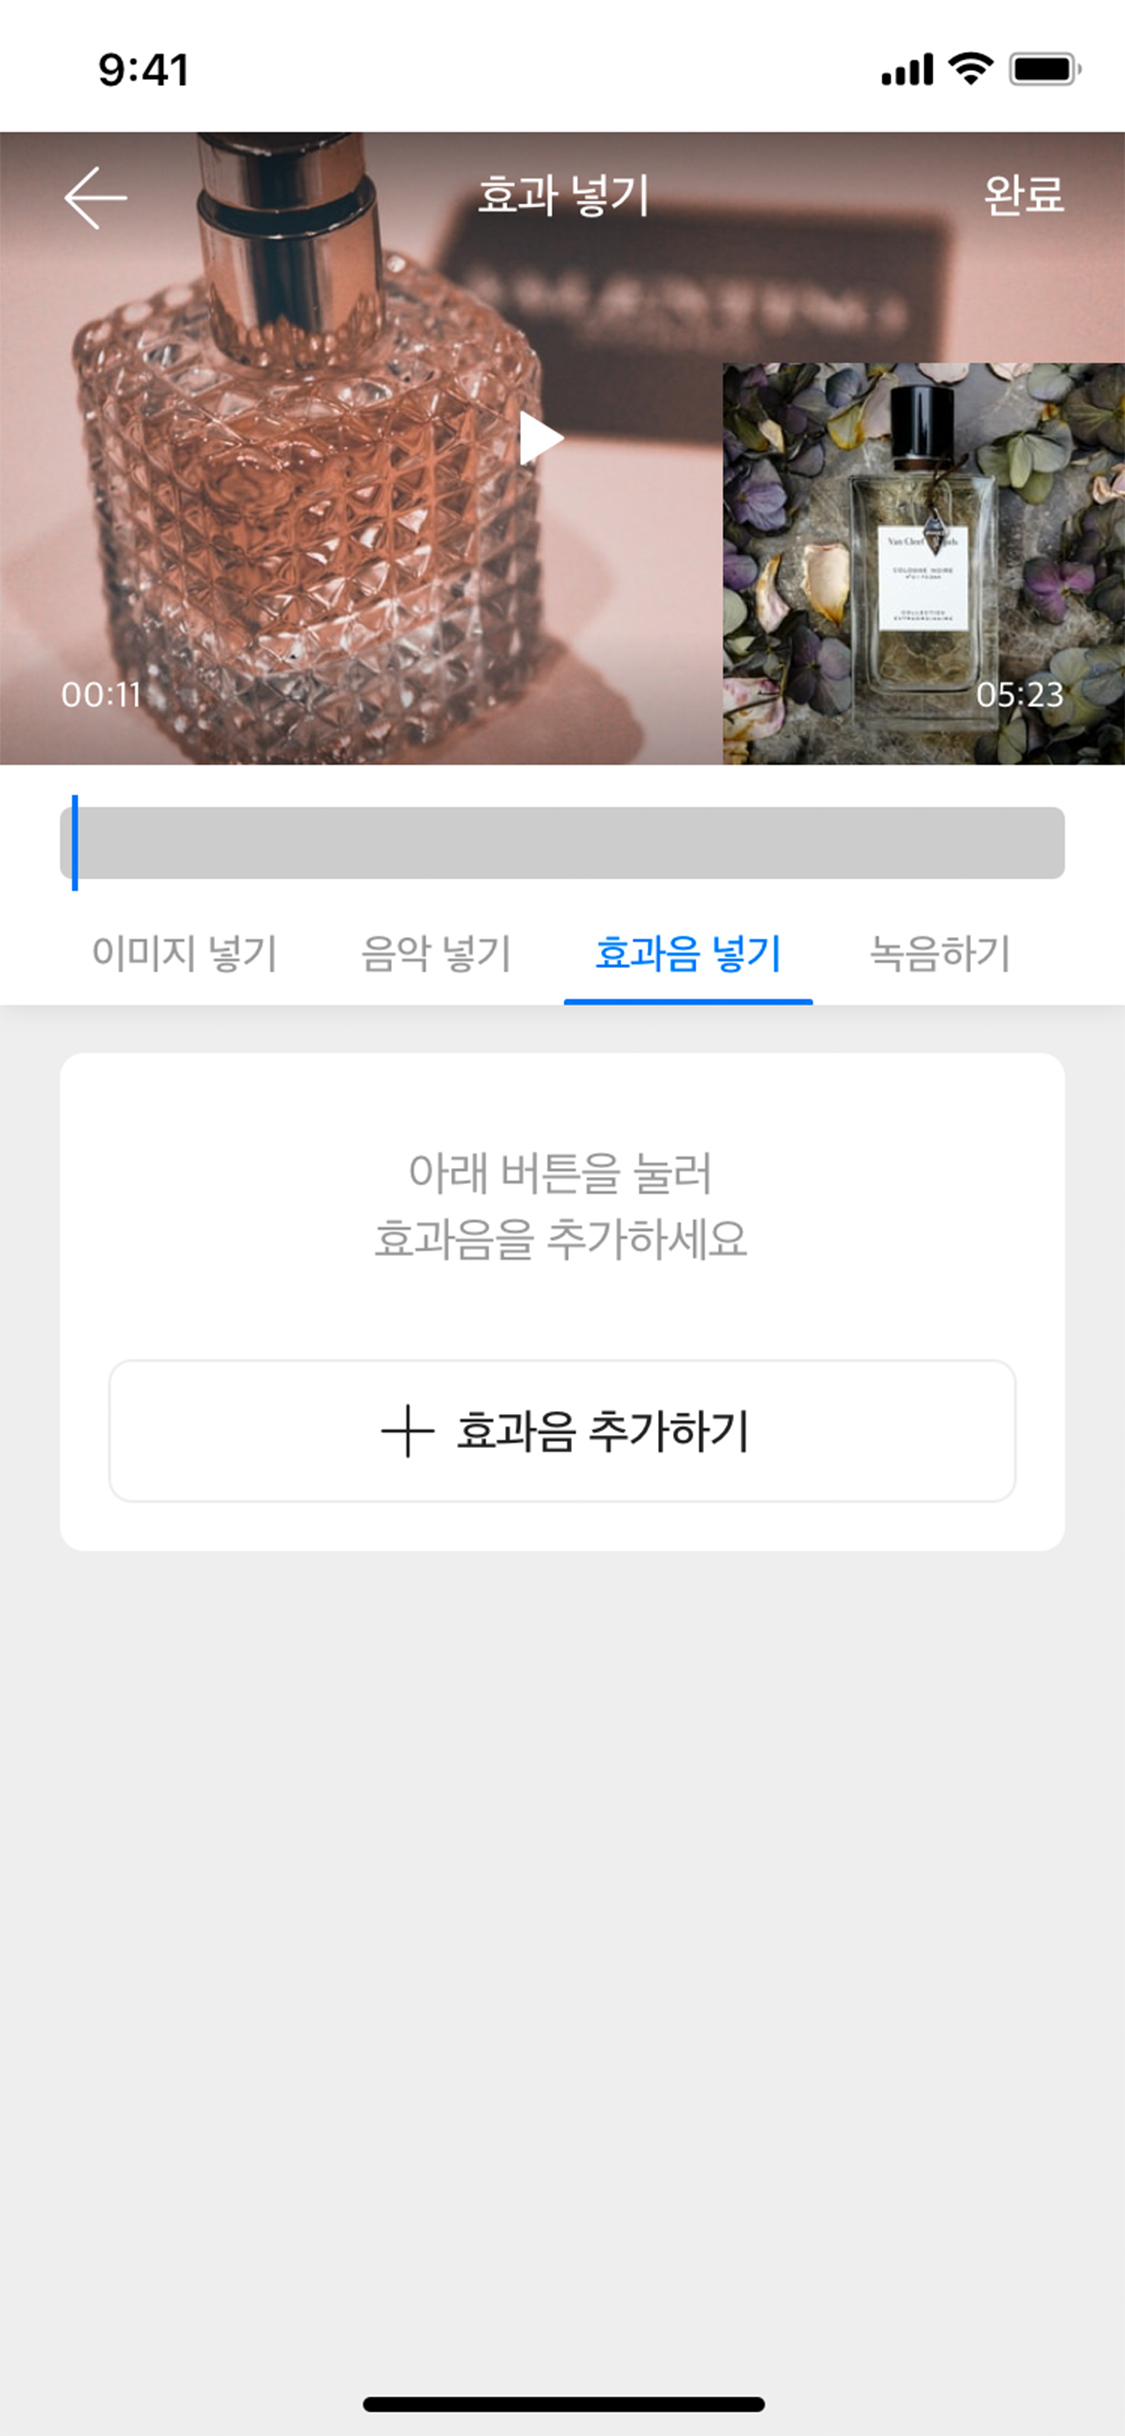 9:41
효과 넣기
완료
Van Cleef
COLOGNE NOIRE
COLLECTION
EXTRAORDINAIRE
00:11
05:23
이미지 넣기
음악 넣기
효과음 넣기
녹음하기
아래 버튼을 눌러
효과음을 추가하세요
효과음 추가하기